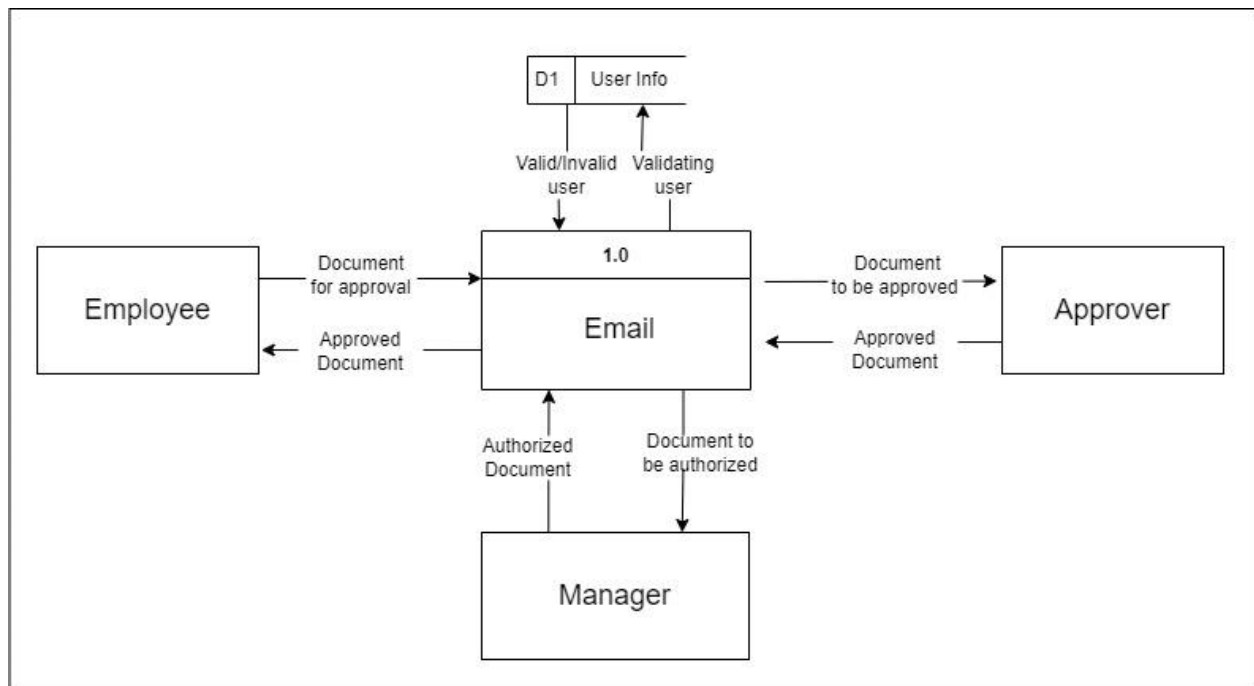 D1
User Info
Valid/Invalid
user
Validating
user
Employee
Document
for approval
Approved
Document
1.0
Email
Document
to be approved
Approved
Document
Approver
Authorized
Document
Document to
be authorized
Manager